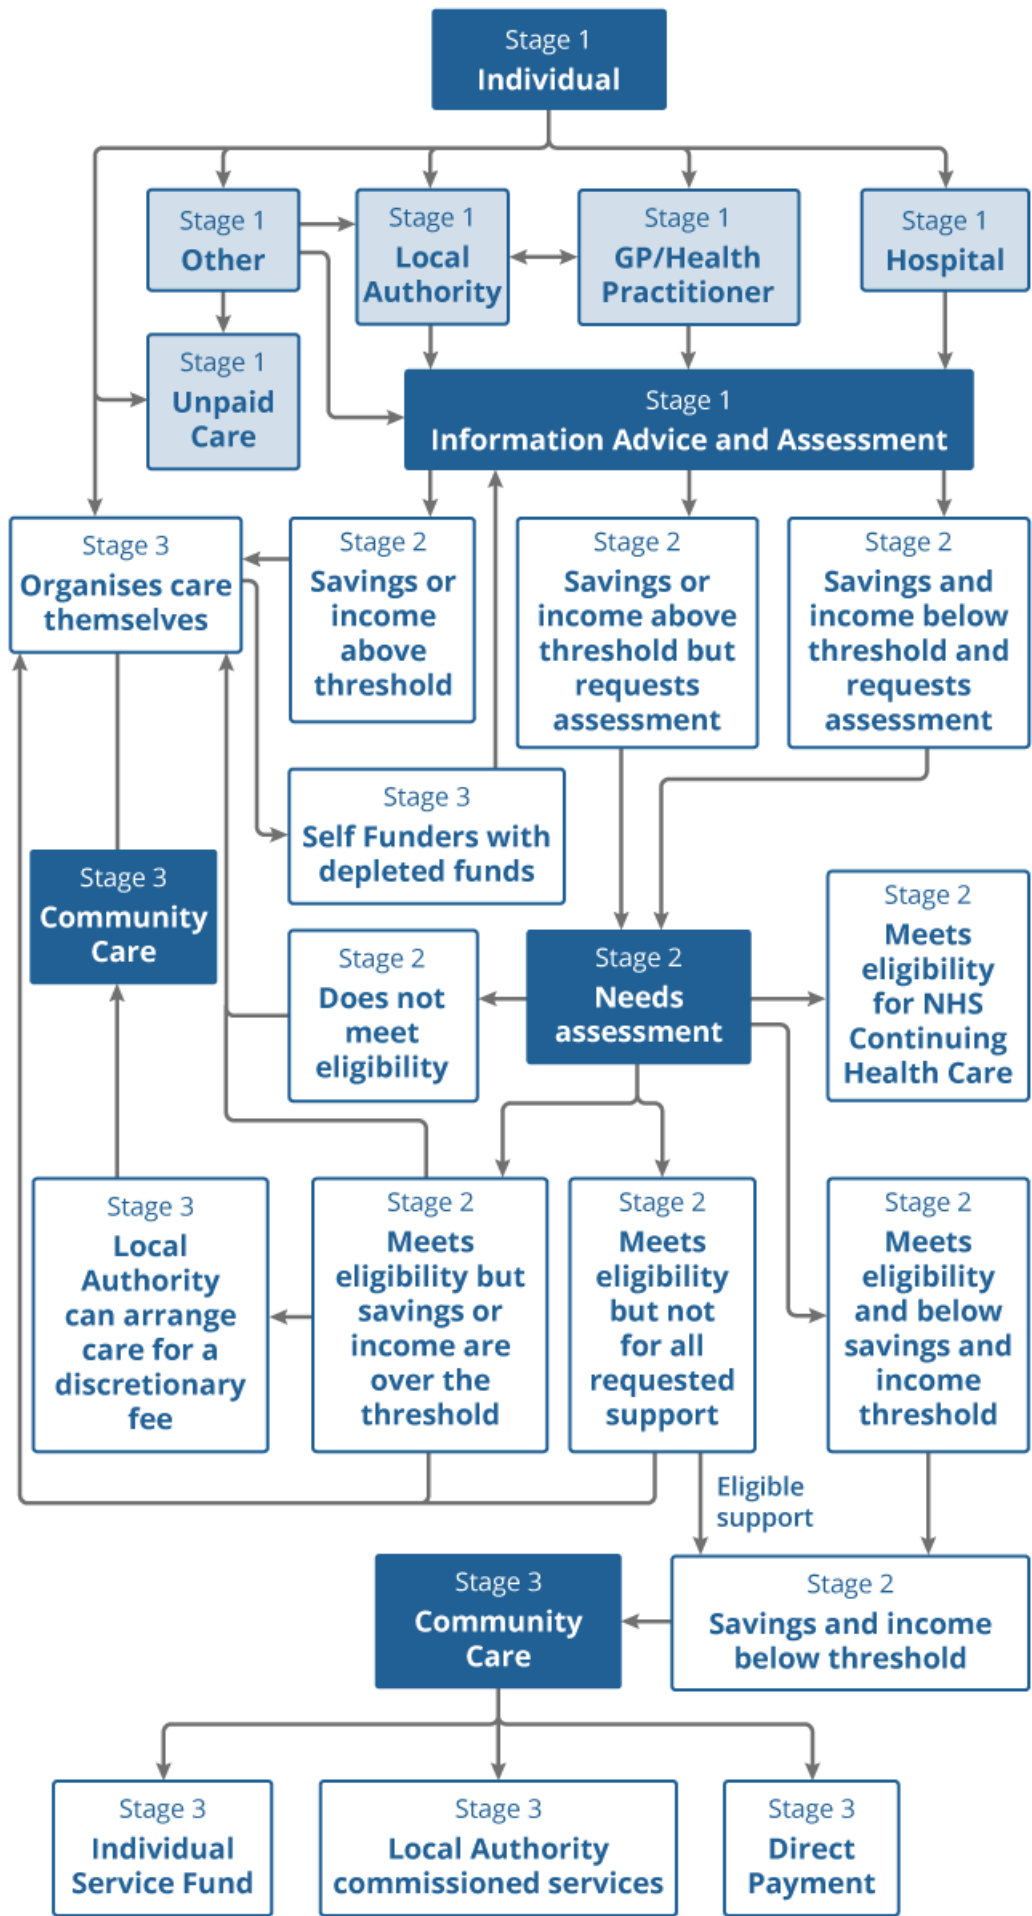 Stage 1
Individual
Stage 1
Other
Stage 1
Local
Authority
Stage 1
GP/Health
Practitioner
Stage 1
Hospital
Stage 1
Unpaid
Care
Stage 1
Information Advice and Assessment
Stage 3
Organises care
themselves
Stage 2
Savings or
income
above
threshold
Stage 2
Savings or
income above
threshold but
requests
assessment
Stage 2
Savings and
income below
threshold and
requests
assessment
Stage 3
Self Funders with
depleted funds
Stage 3
Community
Care
Stage 2
Does not
meet
eligibility
Stage 2
Needs
assessment
Stage 2
Meets
eligibility
for NHS
Continuing
Health Care
Stage 3
Local
Authority
can arrange
care for a
discretionary
fee
Stage 2
Meets
eligibility but
savings or
income are
over the
threshold
Stage 2
Meets
eligibility
but not
for all
requested
support
Stage 2
Meets
eligibility
and below
savings and
income
threshold
Eligible
support
Stage 3
Community
Care
Stage 2
Savings and income
below threshold
Stage 3
Individual
Service Fund
Stage 3
Local Authority
commissioned services
Stage 3
Direct
Payment